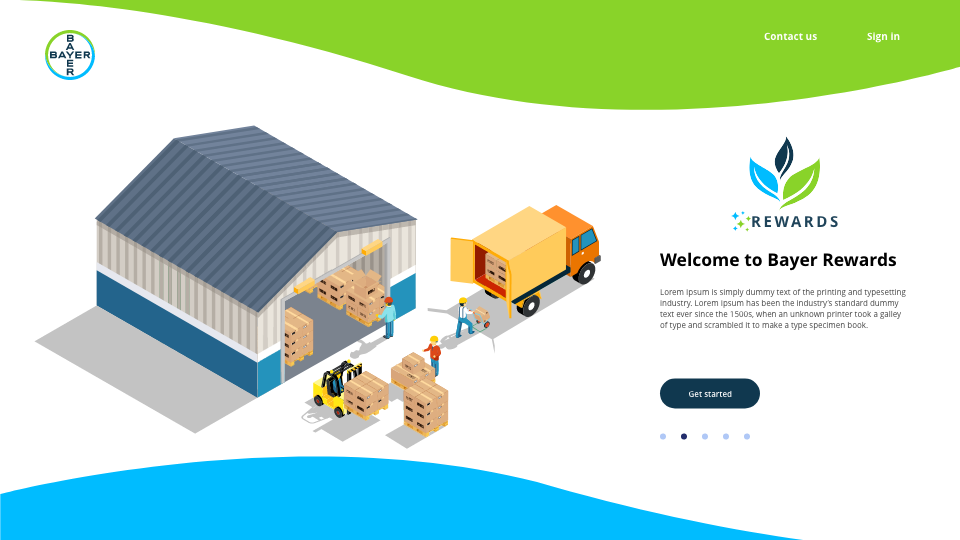 Contact us
Sign in
BAYER
BAYER
REWARDS
Welcome to Bayer Rewards
Lorem Ipsum is simply dummy text of the printing and typesetting
industry. Lorem Ipsum has been the industry's standard dummy
text ever since the 1500s, when an unknown printer took a galley
of type and scrambled it to make a type specimen book.
Get started